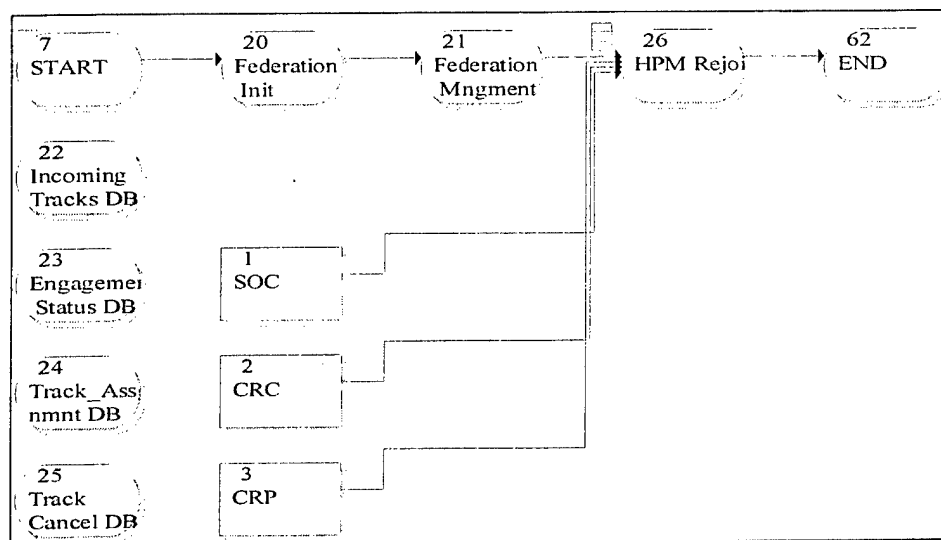 7
START
20
Federation
Init
21
Federation
Mngment
26
HPM Rejoi
62
END
22
Incoming
Tracks DB
23
Engagemer
Status DB
1
SOC
24
Track_Ass
nmnt DB
2
CRC
25
Track
Cancel DB
3
CRP